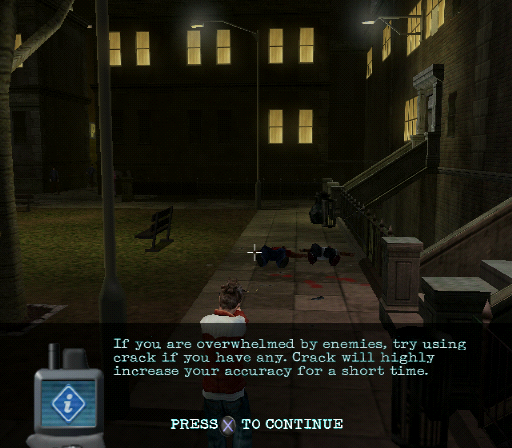 If you are overwhelmed by enemies, try using
crack if you have any. Crack will highly
increase your accuracy for a short time.
PRESS X TO CONTINUE